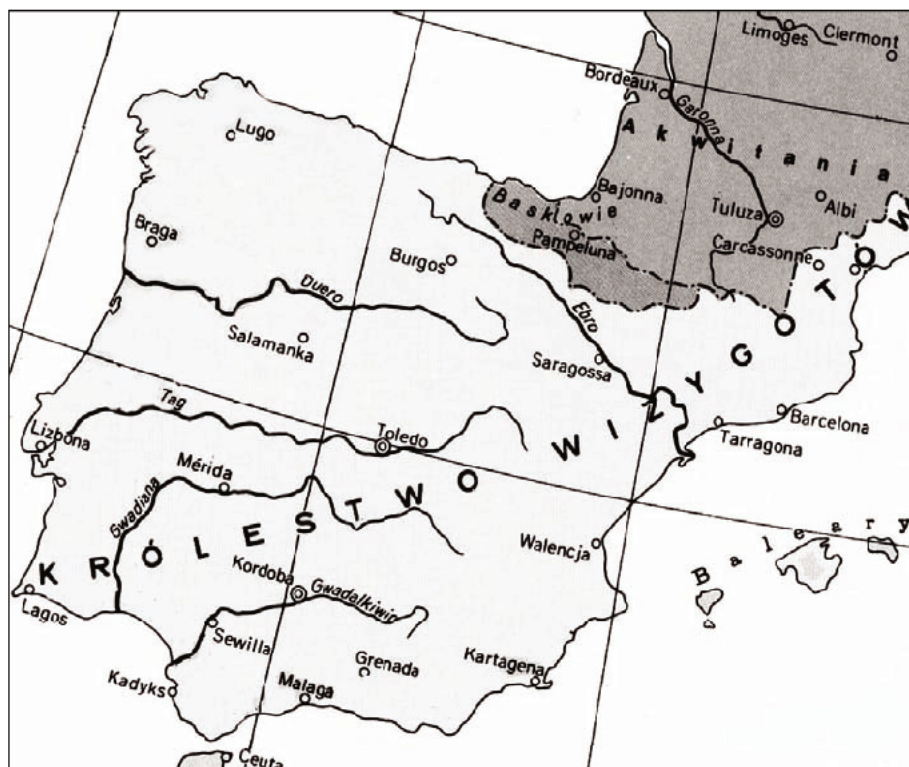 Limoges
Clermont
Bordeaux
Garonna
Akwitania
Lugo
Bajonna
Baskowie
Albi
Tuluza
Pampeluna
Braga
Carcassonne
Burgos
Duero
Ebro
Salamanka
Saragossa
Tag
Barcelona
Lizbona
Toledo
Tarragona
Mérida
KRÓLESTWO WIZYGOTÓW
Gwadiana
Walencja
Baleary
Kordoba
Gwadalkiwir
Lagos
Sewilla
Grenada
Kartagena
Kadyks
Malaga
Ceuta